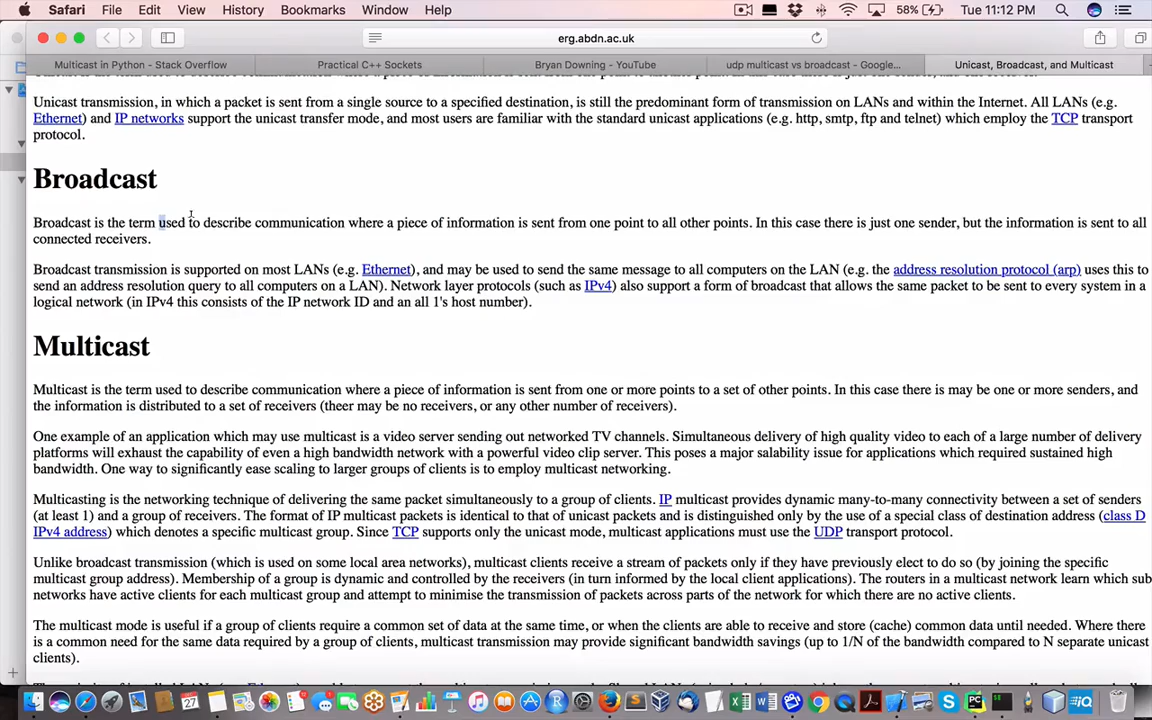 Safari File Edit View History Bookmarks Window Help 58% Tue 11:12 PM
erg.abdn.ac.uk
Multicast in Python - Stack Overflow Practical C++ Sockets Bryan Downing - YouTube udp multicast vs broadcast - Google... Unicast, Broadcast, and Multicast
Unicast transmission, in which a packet is sent from a single source to a specified destination, is still the predominant form of transmission on LANs and within the Internet. All LANs (e.g.
Ethernet) and IP networks support the unicast transfer mode, and most users are familiar with the standard unicast applications (e.g. http, smtp, ftp and telnet) which employ the TCP transport
protocol.
Broadcast
Broadcast is the term used to describe communication where a piece of information is sent from one point to all other points. In this case there is just one sender, but the information is sent to all
connected receivers.
Broadcast transmission is supported on most LANs (e.g. Ethernet), and may be used to send the same message to all computers on the LAN (e.g. the address resolution protocol (arp) uses this to
send an address resolution query to all computers on a LAN). Network layer protocols (such as IPv4) also support a form of broadcast that allows the same packet to be sent to every system in a
logical network (in IPv4 this consists of the IP network ID and an all 1's host number).
Multicast
Multicast is the term used to describe communication where a piece of information is sent from one or more points to a set of other points. In this case there is may be one or more senders, and
the information is distributed to a set of receivers (theer may be no receivers, or any other number of receivers).
One example of an application which may use multicast is a video server sending out networked TV channels. Simultaneous delivery of high quality video to each of a large number of delivery
platforms will exhaust the capability of even a high bandwidth network with a powerful video clip server. This poses a major salability issue for applications which required sustained high
bandwidth. One way to significantly ease scaling to larger groups of clients is to employ multicast networking.
Multicasting is the networking technique of delivering the same packet simultaneously to a group of clients. IP multicast provides dynamic many-to-many connectivity between a set of senders
(at least 1) and a group of receivers. The format of IP multicast packets is identical to that of unicast packets and is distinguished only by the use of a special class of destination address (class D
IPv4 address) which denotes a specific multicast group. Since TCP supports only the unicast mode, multicast applications must use the UDP transport protocol.
Unlike broadcast transmission (which is used on some local area networks), multicast clients receive a stream of packets only if they have previously elect to do so (by joining the specific
multicast group address). Membership of a group is dynamic and controlled by the receivers (in turn informed by the local client applications). The routers in a multicast network learn which sub
networks have active clients for each multicast group and attempt to minimise the transmission of packets across parts of the network for which there are no active clients.
The multicast mode is useful if a group of clients require a common set of data at the same time, or when the clients are able to receive and store (cache) common data until needed. Where there
is a common need for the same data required by a group of clients, multicast transmission may provide significant bandwidth savings (up to 1/N of the bandwidth compared to N separate unicast
clients).